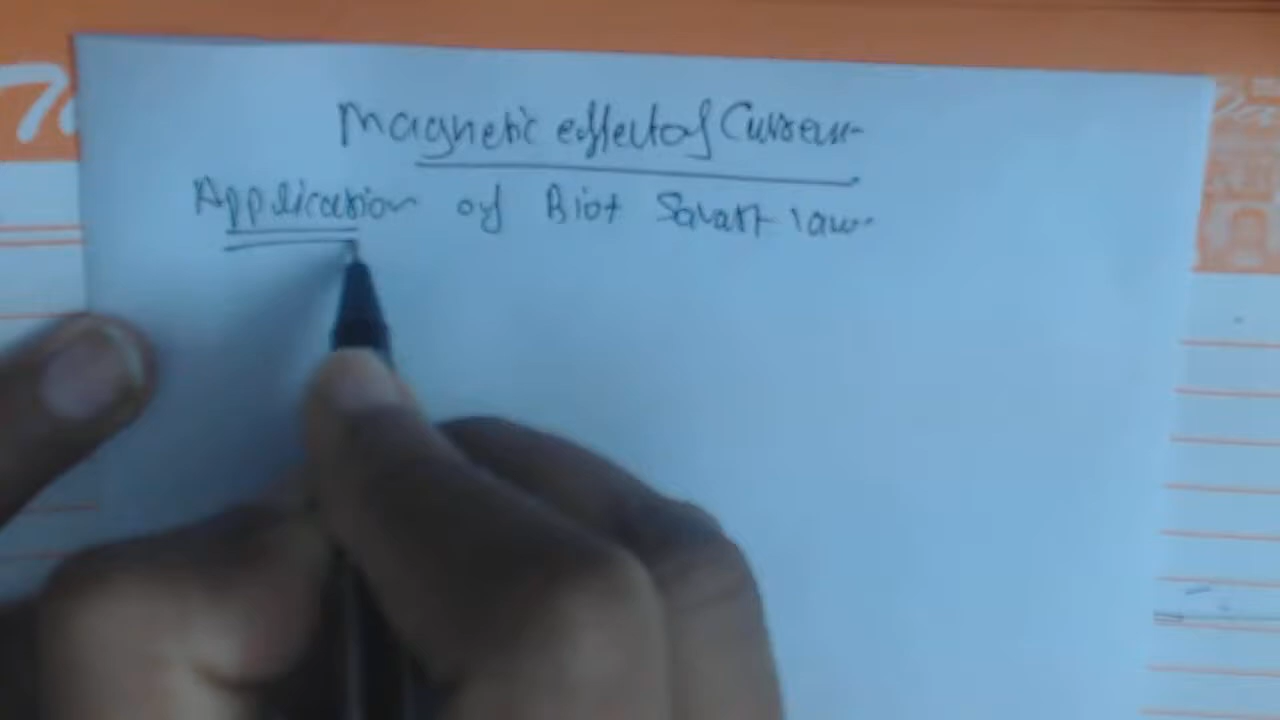 Magnetic effect of Current
Application of Biot Savart law